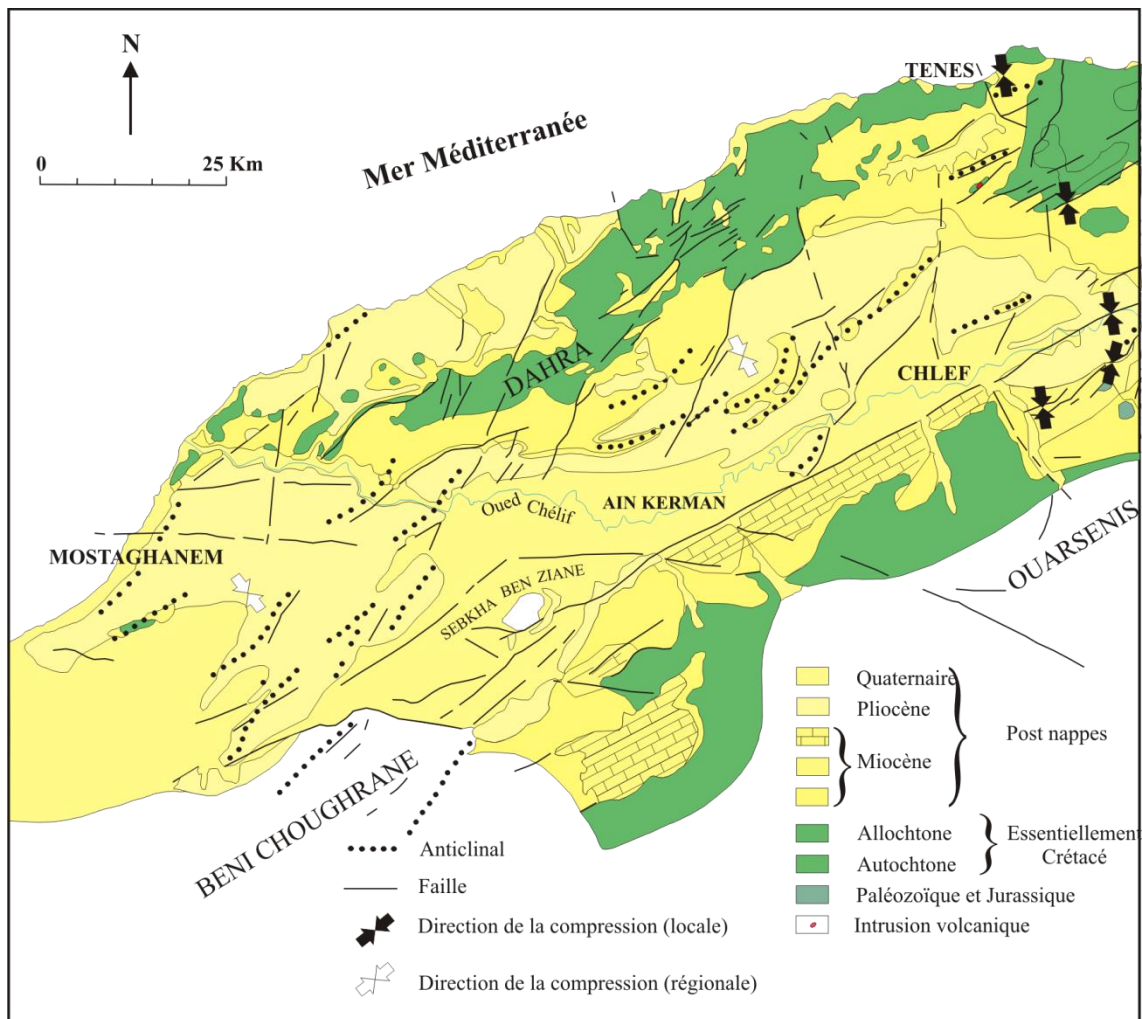 N
0 25 Km
TENES\
Mer Méditerranée
DAHRA
CHLEF
Oued Chélif
AIN KERMAN
MOSTAGHANEM
SEBKHA BEN ZIANE
OUARSENIS
BENI CHOUGHRANE
Anticlinal
Faille
Direction de la compression (locale)
Direction de la compression (régionale)
Quaternaire
Pliocène
Miocène
Post nappes
Allochtone
Autochtone
Essentiellement
Crétacé
Paléozoïque et Jurassique
Intrusion volcanique